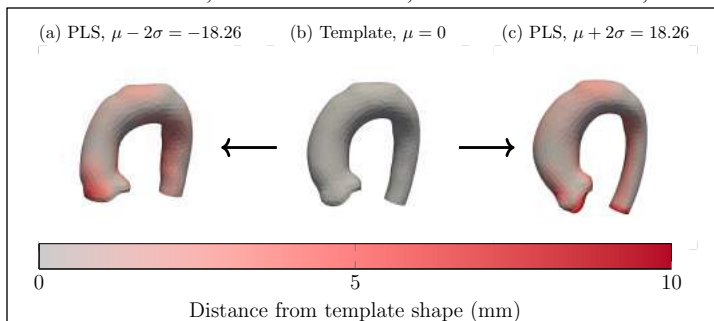 (a) PLS, μ − 2σ = −18.26 (b) Template, μ = 0 (c) PLS, μ + 2σ = 18.26
0 5 10
Distance from template shape (mm)